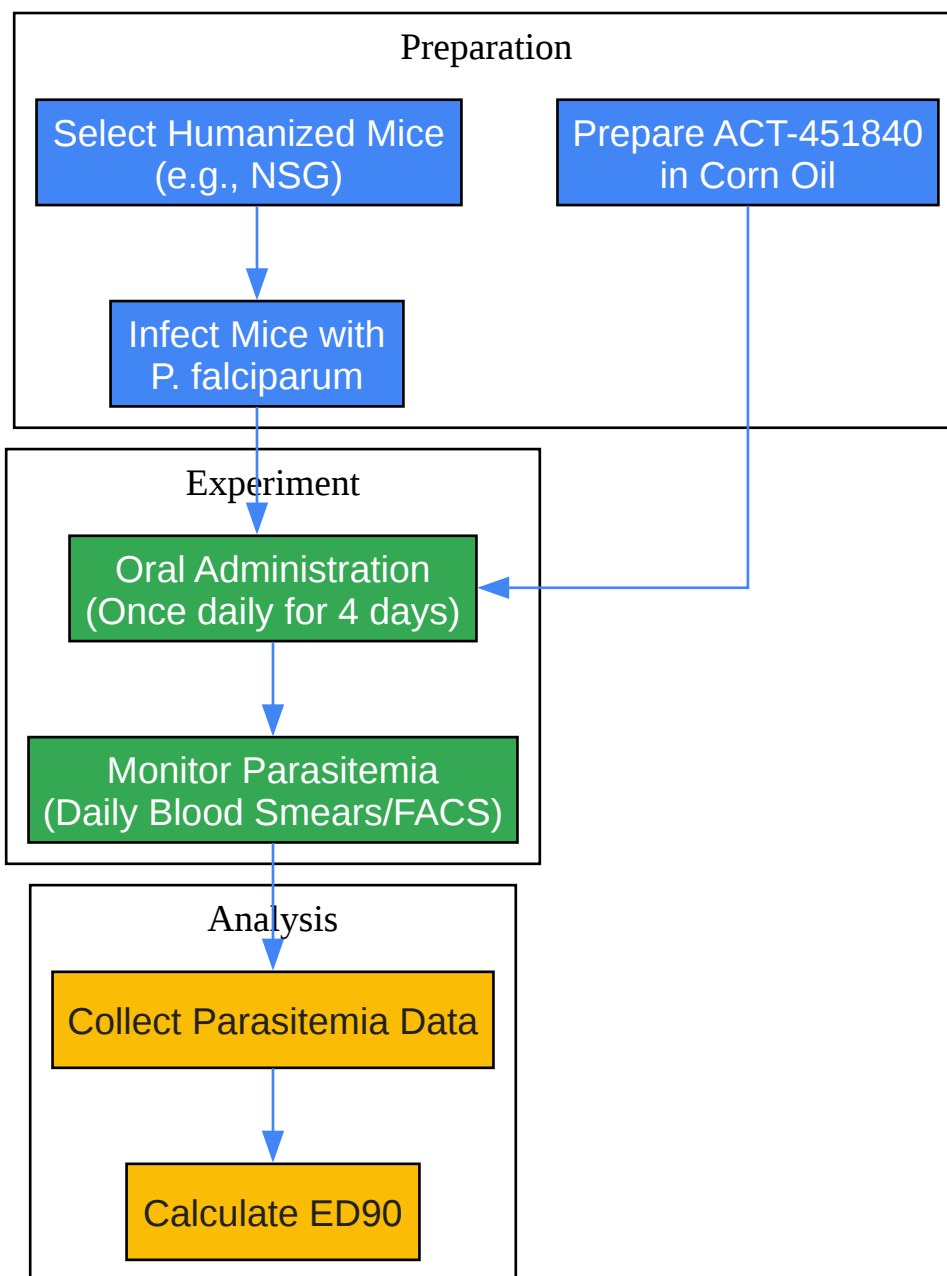 Preparation
Select Humanized Mice
(e.g., NSG)
Prepare ACT-451840
in Corn Oil
Infect Mice with
P. falciparum
Experiment
Oral Administration
(Once daily for 4 days)
Monitor Parasitemia
(Daily Blood Smears/FACS)
Analysis
Collect Parasitemia Data
Calculate ED90